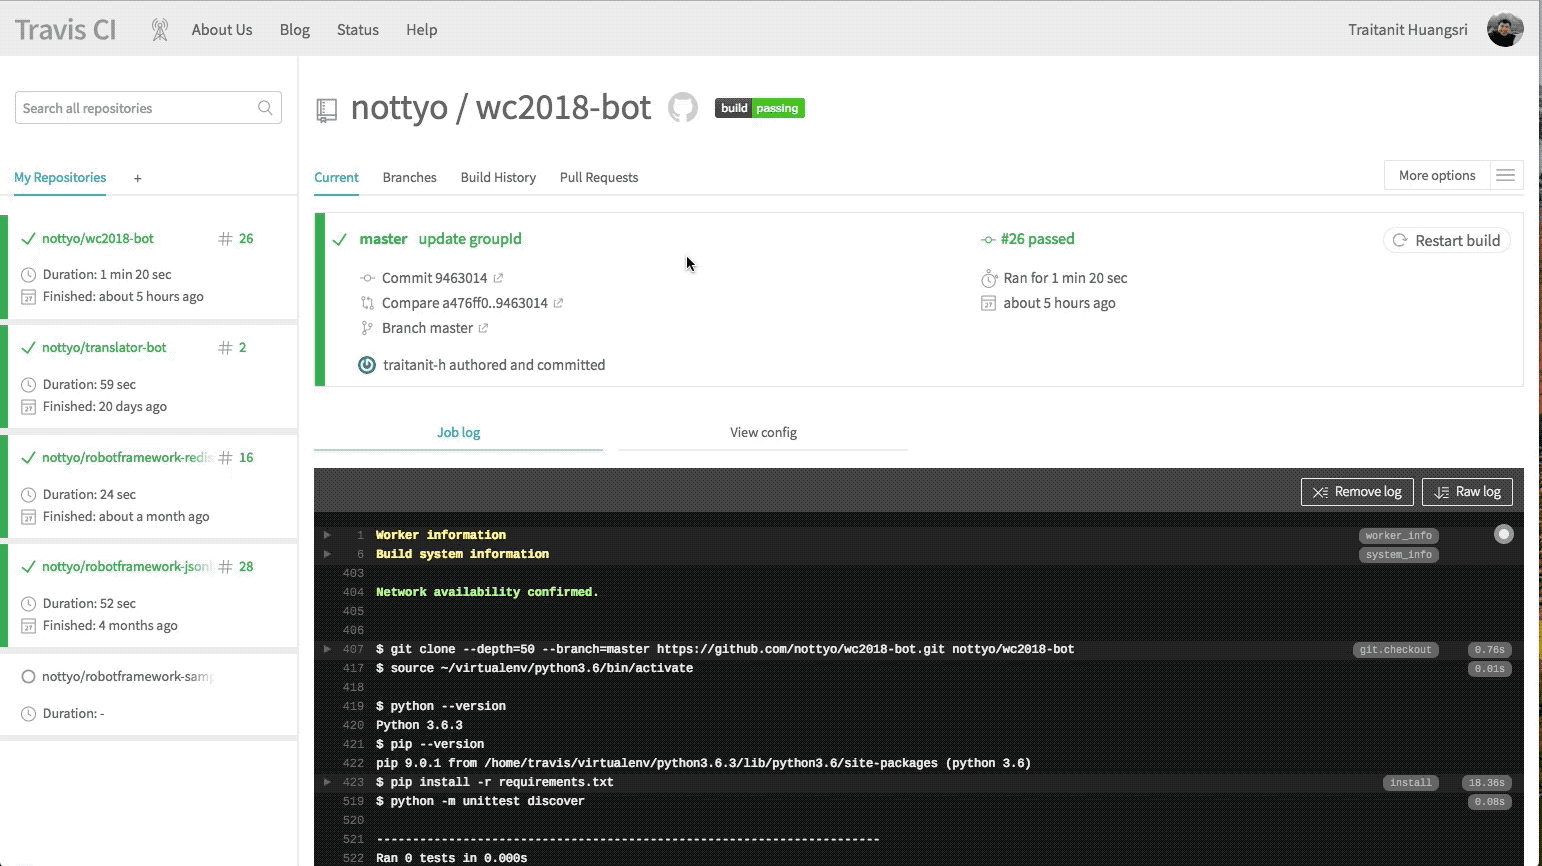 Travis CI
About Us
Blog
Status
Help
Traitanit Huangsri
Search all repositories
My Repositories
+
nottyo/wc2018-bot
# 26
Duration: 1 min 20 sec
Finished: about 5 hours ago
nottyo/translator-bot
# 2
Duration: 59 sec
Finished: 20 days ago
nottyo/robotframework-redis
# 16
Duration: 24 sec
Finished: about a month ago
nottyo/robotframework-jsonl
# 28
Duration: 52 sec
Finished: 4 months ago
nottyo/robotframework-samp
Duration: -
nottyo / wc2018-bot
build passing
Current
Branches
Build History
Pull Requests
More options
master update groupId
Commit 9463014
Compare a476ff0..9463014
Branch master
traitanit-h authored and committed
#26 passed
Ran for 1 min 20 sec
about 5 hours ago
Restart build
Job log
View config
Remove log
Raw log
1 Worker information worker_info
6 Build system information system_info
403
404 Network availability confirmed.
405
406
407 $ git clone --depth=50 --branch=master https://github.com/nottyo/wc2018-bot.git nottyo/wc2018-bot git.checkout 0.76s
417 $ source ~/virtualenv/python3.6/bin/activate 0.01s
418
419 $ python --version
420 Python 3.6.3
421 $ pip --version
422 pip 9.0.1 from /home/travis/virtualenv/python3.6.3/lib/python3.6/site-packages (python 3.6)
423 $ pip install -r requirements.txt install 18.36s
519 $ python -m unittest discover 0.08s
520
521 ----------------------------------------------------------------------
522 Ran 0 tests in 0.000s